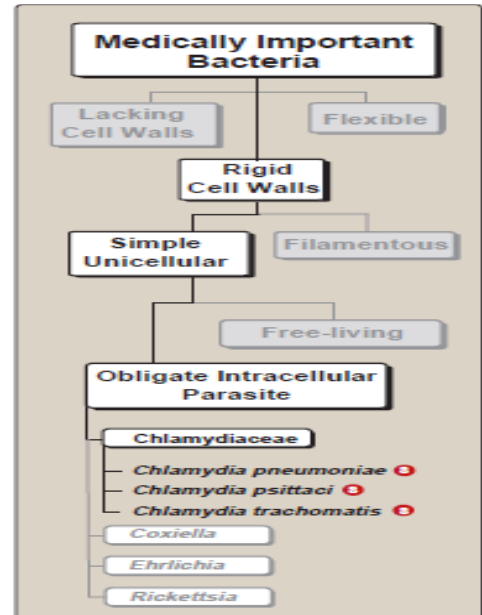 Medically Important
Bacteria
Lacking
Cell Walls
Flexible
Rigid
Cell Walls
Simple
Unicellular
Filamentous
Free-living
Obligate Intracellular
Parasite
Chlamydiaceae
Chlamydia pneumoniae
Chlamydia psittaci
Chlamydia trachomatis
Coxiella
Ehrlichia
Rickettsia